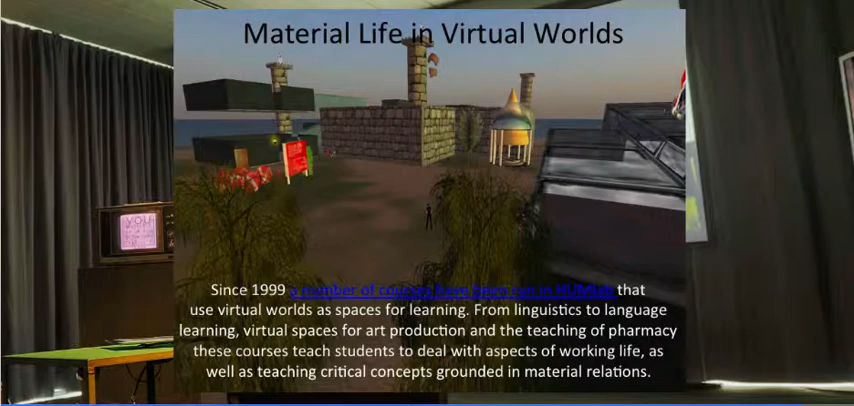 Material Life in Virtual Worlds
you
Since 1999 a number of courses have been run in HUMlab that
use virtual worlds as spaces for learning. From linguistics to language
learning, virtual spaces for art production and the teaching of pharmacy
these courses teach students to deal with aspects of working life, as
well as teaching critical concepts grounded in material relations.